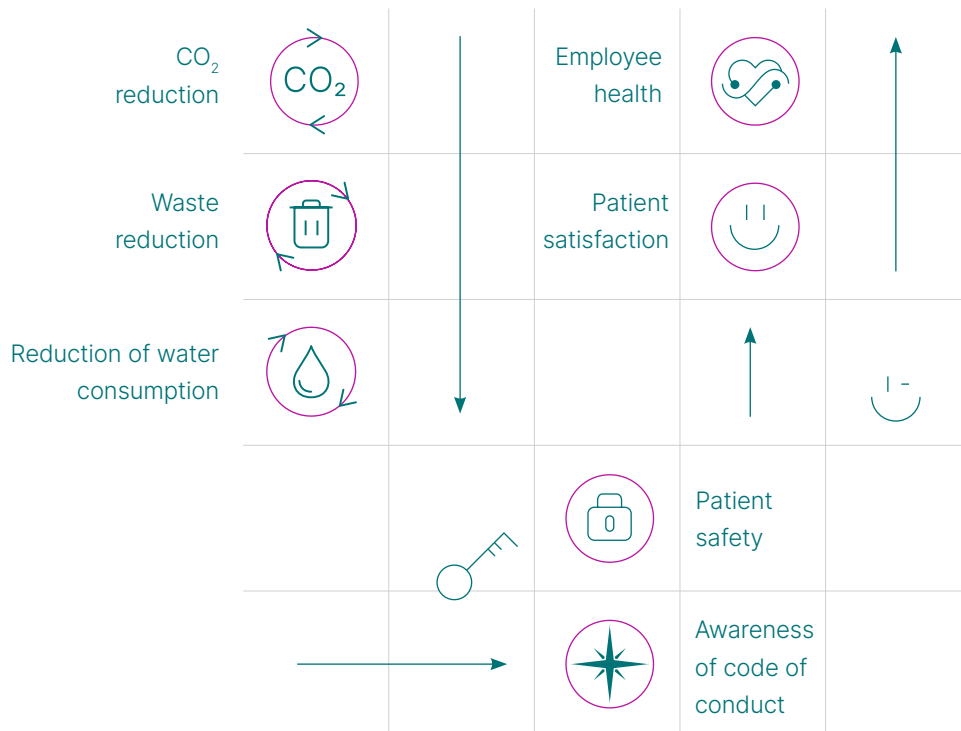 CO₂
reduction
CO₂
Employee
health
Waste
reduction
Patient
satisfaction
Reduction of water
consumption
Patient
safety
Awareness
of code of
conduct